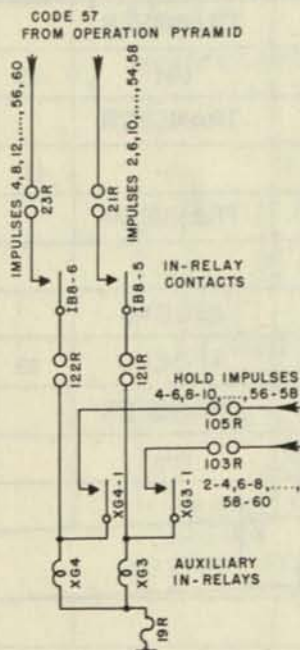 CODE 57
FROM OPERATION PYRAMID
IMPULSES 4,8,12,.....,56,60
23R
21R
IMPULSES 2,6,10,.....,54,58
IB8-6
IB8-5
IN-RELAY
CONTACTS
122R
121R
HOLD IMPULSES
4-6,8-10,....,56-58
105R
103R
2-4,6-8,....,
58-60
XG4-1
XG3-1
XG4
XG3
AUXILIARY
IN-RELAYS
19R